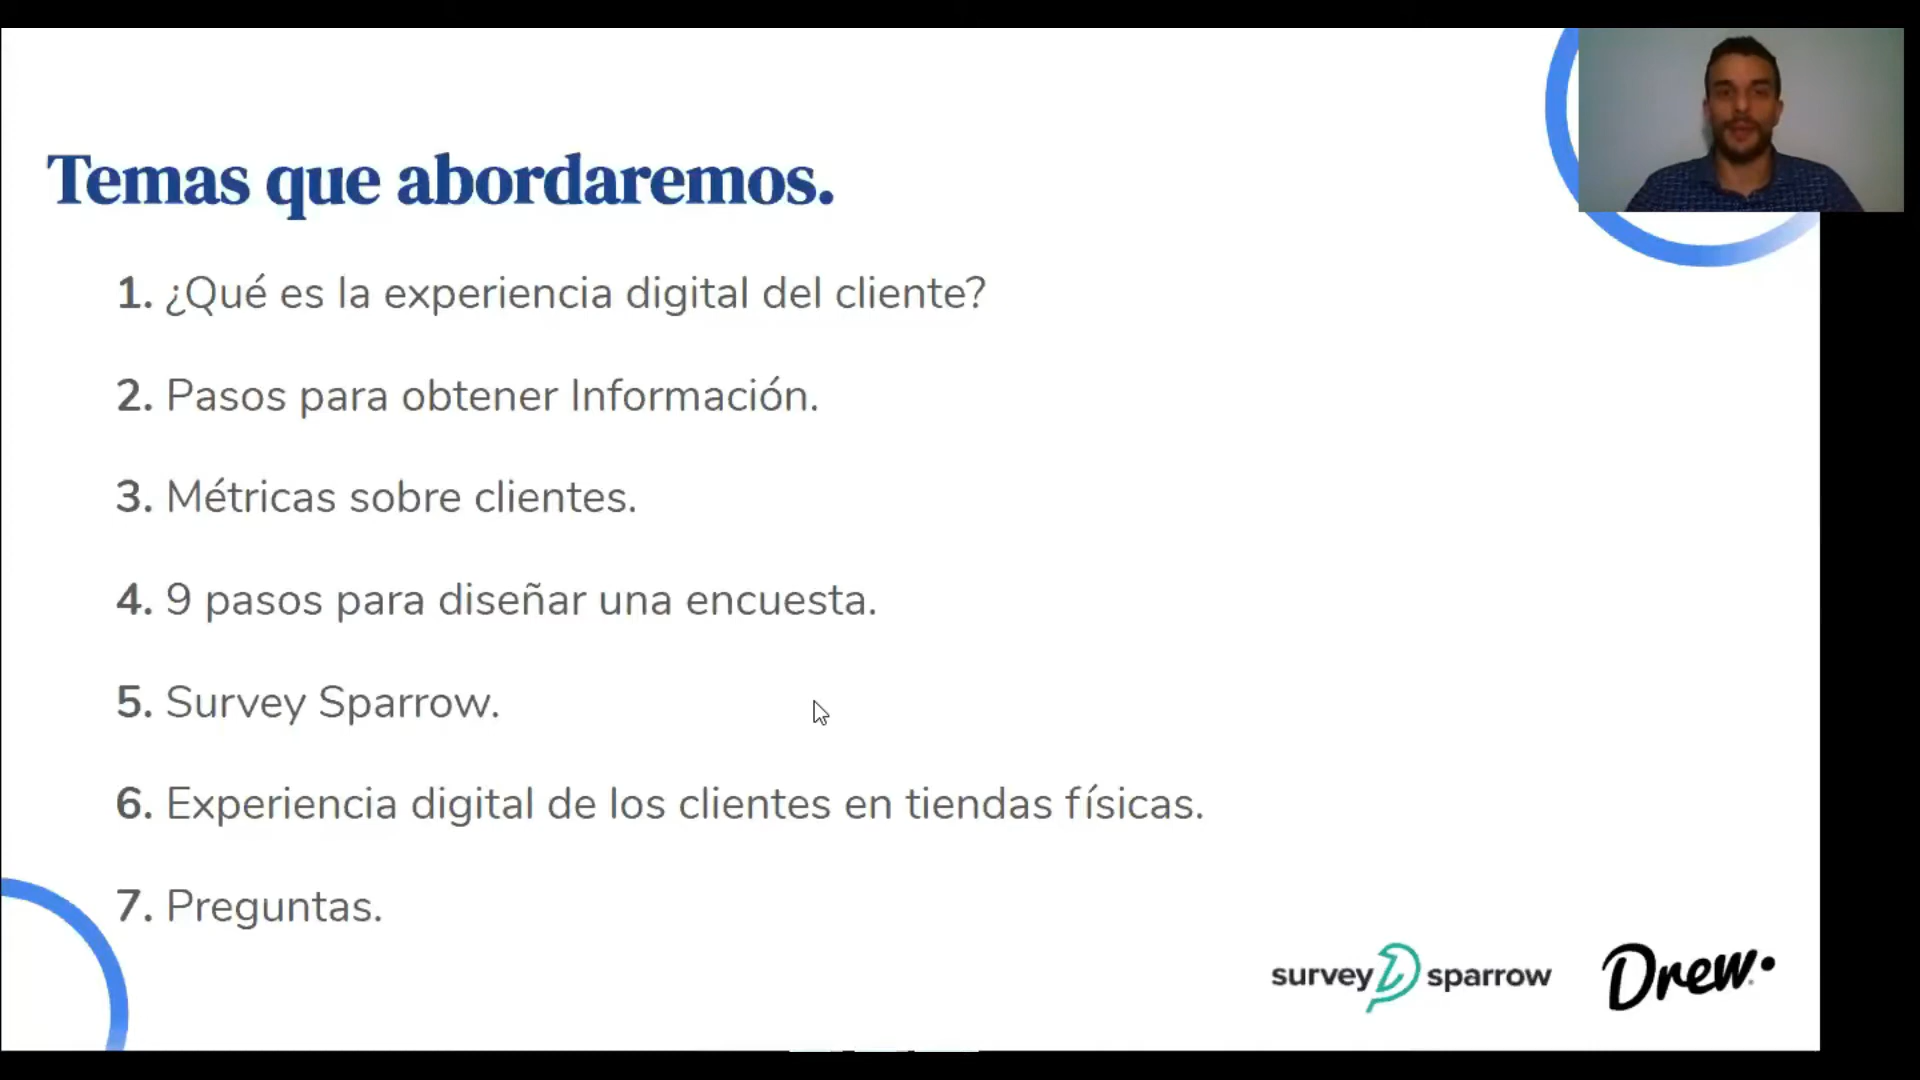 Temas que abordaremos.
1. ¿Qué es la experiencia digital del cliente?
2. Pasos para obtener Información.
3. Métricas sobre clientes.
4. 9 pasos para diseñar una encuesta.
5. Survey Sparrow.
6. Experiencia digital de los clientes en tiendas físicas.
7. Preguntas.
survey sparrow
Drew.